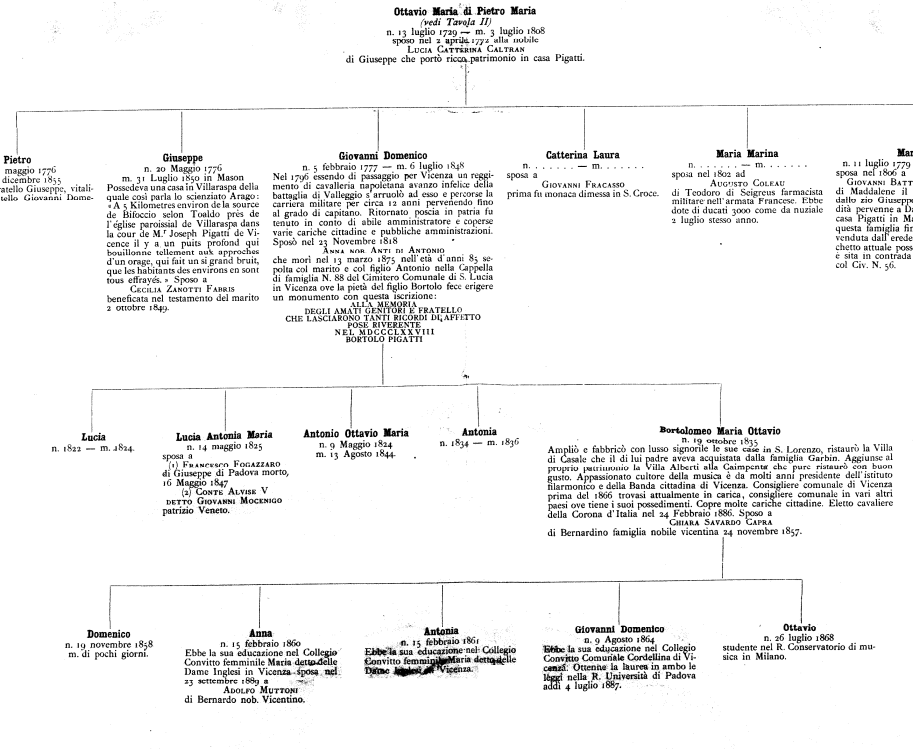 Ottavio Maria di Pietro Maria
(vedi Tavola II)
n. 13 luglio 1729 — m. 3 luglio 1808
sposo nel 2 aprile 1772 alla nobile
LUCIA CATTERINA CALTRAN
di Giuseppe che portò ricco patrimonio in casa Pigatti.
Pietro
maggio 1776
dicembre 1855
ratello Giuseppe, vitali-
tello Giovanni Dome-
Giuseppe
n. 20 Maggio 1776
m. 31 Luglio 1850 in Mason
Possedeva una casa in Villaraspa della
quale così parla lo scienziato Arago:
« A 5 Kilometres environ de la source
de Bifoccio selon Toaldo près de
l'église paroissial de Villaraspa dans
la cour de M.r Joseph Pigatti de Vi-
cence il y a un puits profond qui
bouillonne tellement aux approches
d'un orage, qui fait un si grand bruit,
que les habitants des environs en sont
tous effrayés. » Sposo a
CECILIA ZANOTTI FABRIS
beneficata nel testamento del marito
2 ottobre 1849.
Giovanni Domenico
n. 5 febbraio 1777 — m. 6 luglio 1848
Nel 1796 essendo di passaggio per Vicenza un reggi-
mento di cavalleria napoletana avanzo infelice della
battaglia di Valleggio s'arruolò ad esso e percorse la
carriera militare per circa 12 anni pervenendo fino
al grado di capitano. Ritornato poscia in patria fu
tenuto in conto di abile amministratore e coperse
varie cariche cittadine e pubbliche amministrazioni.
Sposò nel 23 Novembre 1818
ANNA NOB. ANTI DI ANTONIO
che morì nel 13 marzo 1875 nell'età d'anni 85 se-
polta col marito e col figlio Antonio nella Cappella
di famiglia N. 88 del Cimitero Comunale di S. Lucia
in Vicenza ove la pietà del figlio Bortolo fece erigere
un monumento con questa iscrizione:
ALLA MEMORIA
DEGLI AMATI GENITORI E FRATELLO
CHE LASCIARONO TANTI RICORDI DI AFFETTO
POSE RIVERENTE
NEL MDCCCLXXVIII
BORTOLO PIGATTI
Catterina Laura
n. . . . . . . . — m. . . . . . . .
sposa a
GIOVANNI FRACASSO
prima fu monaca dimessa in S. Croce.
Maria Marina
n. . . . . . . . — m. . . . . . . .
sposa nel 1802 ad
AUGUSTO COLEAU
di Teodoro di Seigreus farmacista
militare nell'armata Francese. Ebbe
dote di ducati 3000 come da nuziale
2 luglio stesso anno.
Mar
n. 11 luglio 1779
sposa nel 1806 a
GIOVANNI BATT
di Maddalene il
dallo zio Giuseppe
dità pervenne a Da
casa Pigatti in Ma
questa famiglia fin
venduta dall'erede
chetto attuale poss
è sita in contrada
col Civ. N. 56.
Lucia
n. 1822 — m. 1824.
Lucia Antonia Maria
n. 14 maggio 1825
sposa a
(1) FRANCESCO FOGAZZARO
di Giuseppe di Padova morto,
16 Maggio 1847
(2) CONTE ALVISE V
DETTO GIOVANNI MOCENIGO
patrizio Veneto.
Antonio Ottavio Maria
n. 9 Maggio 1824
m. 13 Agosto 1844
Antonia
n. 1834 — m. 1836
Bortolomeo Maria Ottavio
n. 19 ottobre 1835
Ampliò e fabbricò con lusso signorile le sue case in S. Lorenzo, ristaurò la Villa
di Casale che il di lui padre aveva acquistata dalla famiglia Garbin. Aggiunse al
proprio patrimonio la Villa Alberti alla Caimpenta che pure ristaurò con buon
gusto. Appassionato cultore della musica è da molti anni presidente dell'istituto
filarmonico e della Banda cittadina di Vicenza. Consigliere comunale di Vicenza
prima del 1866 trovasi attualmente in carica, consigliere comunale in vari altri
paesi ove tiene i suoi possedimenti. Copre molte cariche cittadine. Eletto cavaliere
della Corona d'Italia nel 24 Febbraio 1886. Sposo a
CHIARA SAVARDO CAPRA
di Bernardino famiglia nobile vicentina 24 novembre 1857.
Domenico
n. 19 novembre 1858
m. di pochi giorni.
Anna
n. 15 febbraio 1860
Ebbe la sua educazione nel Collegio
Convitto femminile Maria detto delle
Dame Inglesi in Vicenza sposa nel
23 settembre 1889 a
ADOLFO MUTTONI
di Bernardo nob. Vicentino.
Antonia
n. 15 febbraio 1861
Ebbe la sua educazione nel Collegio
Convitto femminile Maria detto delle
Dame Inglesi in Vicenza.
Giovanni Domenico
n. 9 Agosto 1864
Ebbe la sua educazione nel Collegio
Convitto Comunale Cordellina di Vi-
cenza. Ottenne la laurea in ambo le
leggi nella R. Università di Padova
addì 4 luglio 1887.
Ottavio
n. 26 luglio 1868
studente nel R. Conservatorio di mu-
sica in Milano.